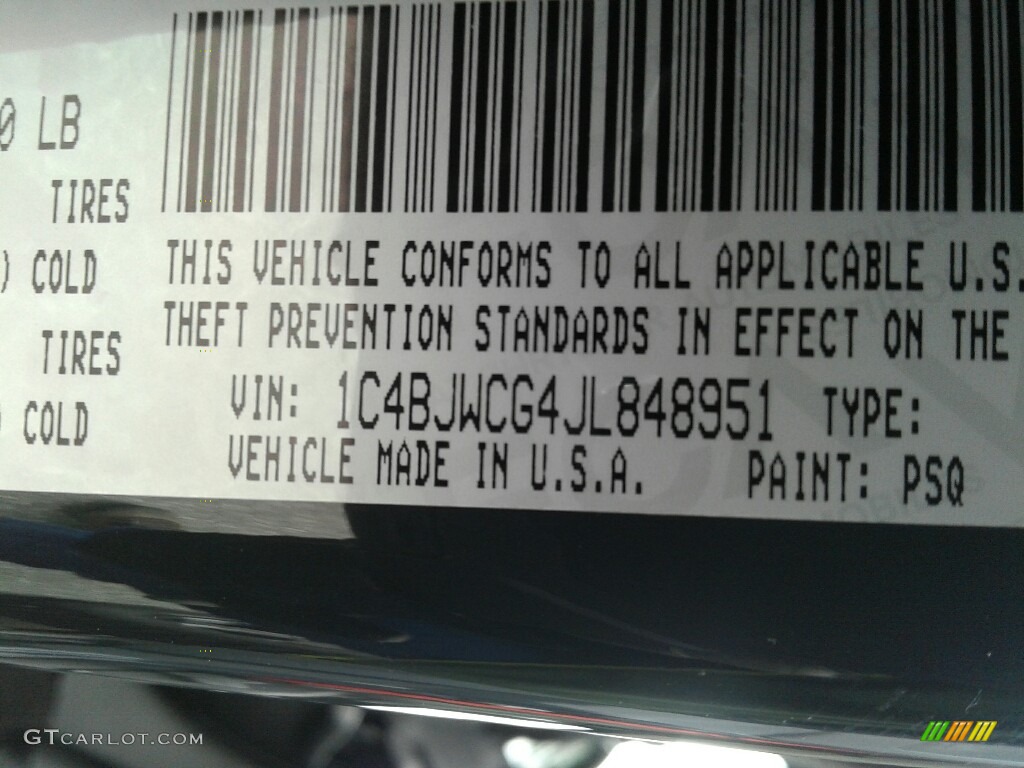 0 LB
TIRES
) COLD
TIRES
) COLD
THIS VEHICLE CONFORMS TO ALL APPLICABLE U.S.
THEFT PREVENTION STANDARDS IN EFFECT ON THE
VIN: 1C4BJWCG4JL848951 TYPE:
VEHICLE MADE IN U.S.A. PAINT: PSQ
GTCARLOT.COM